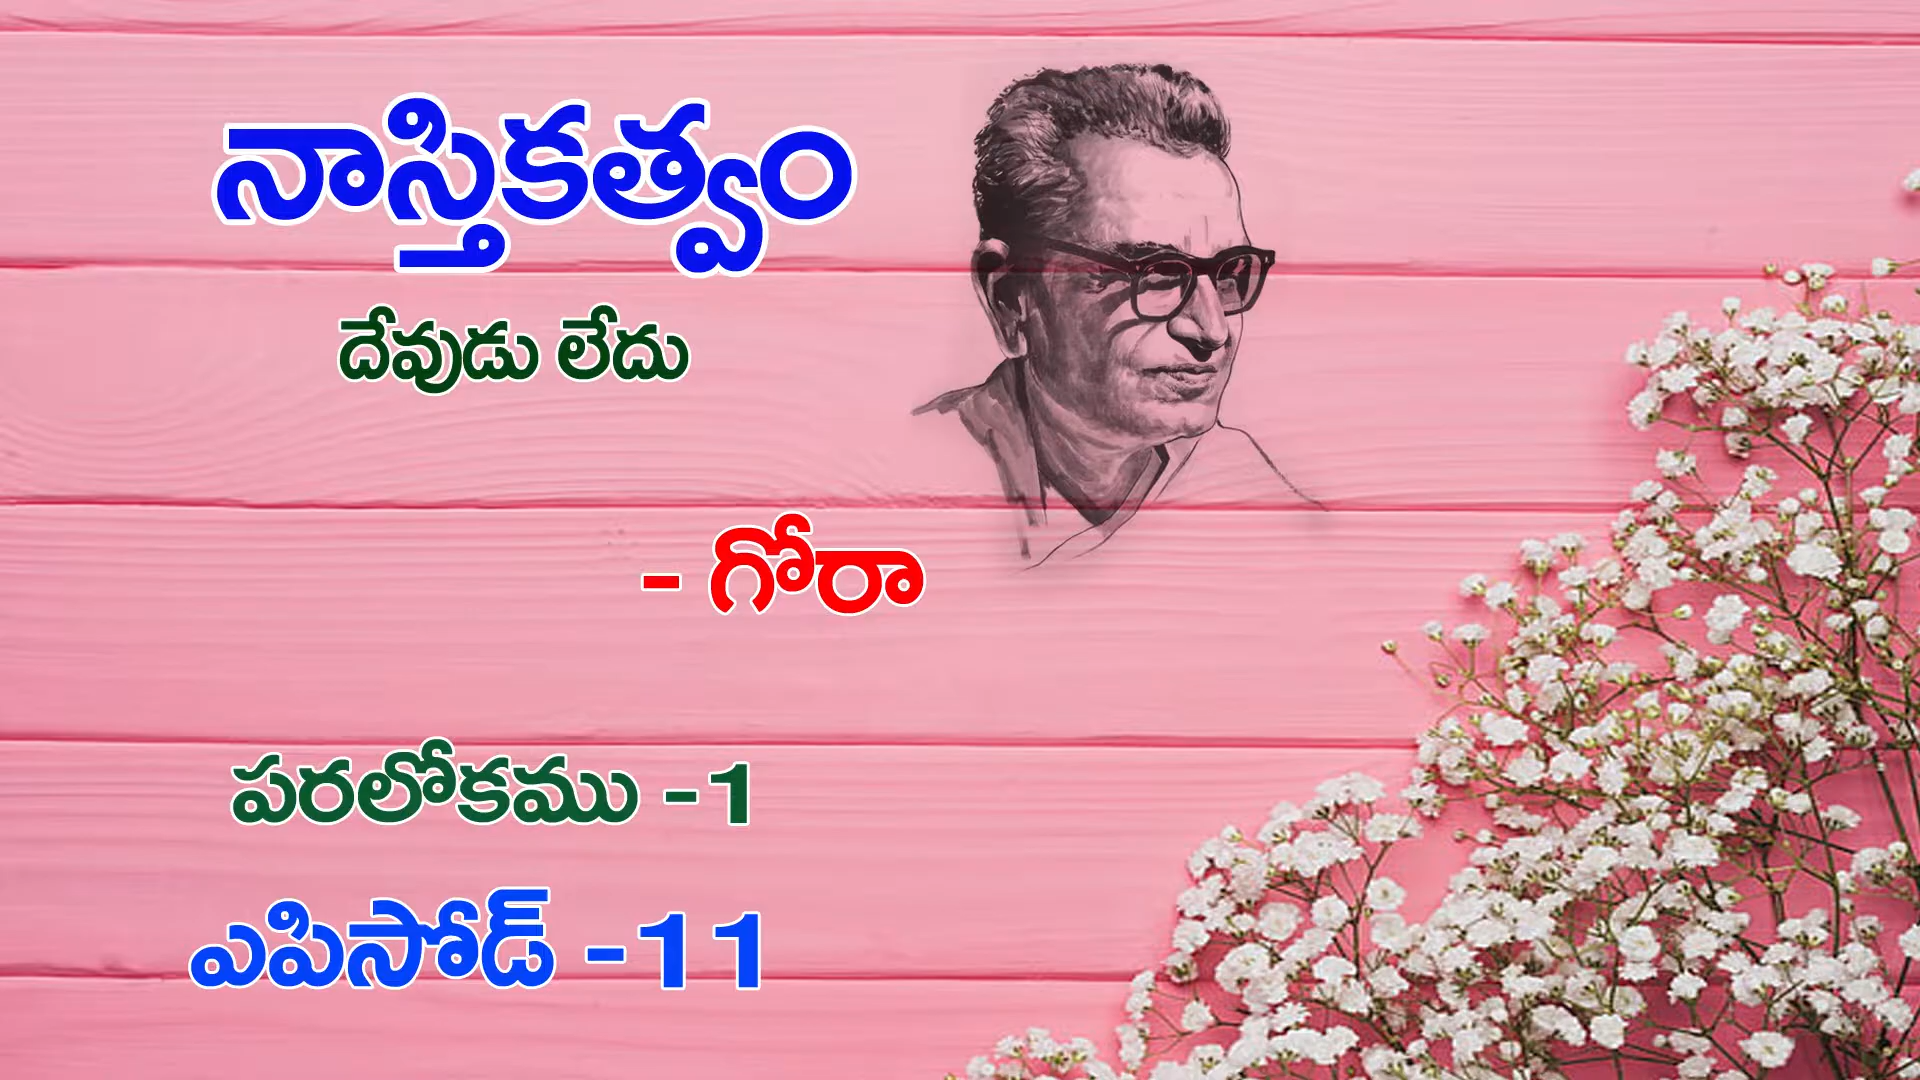 నాస్తికత్వం
దేవుడు లేదు
- గోరా
పరలోకము -1
ఎపిసోడ్ -11